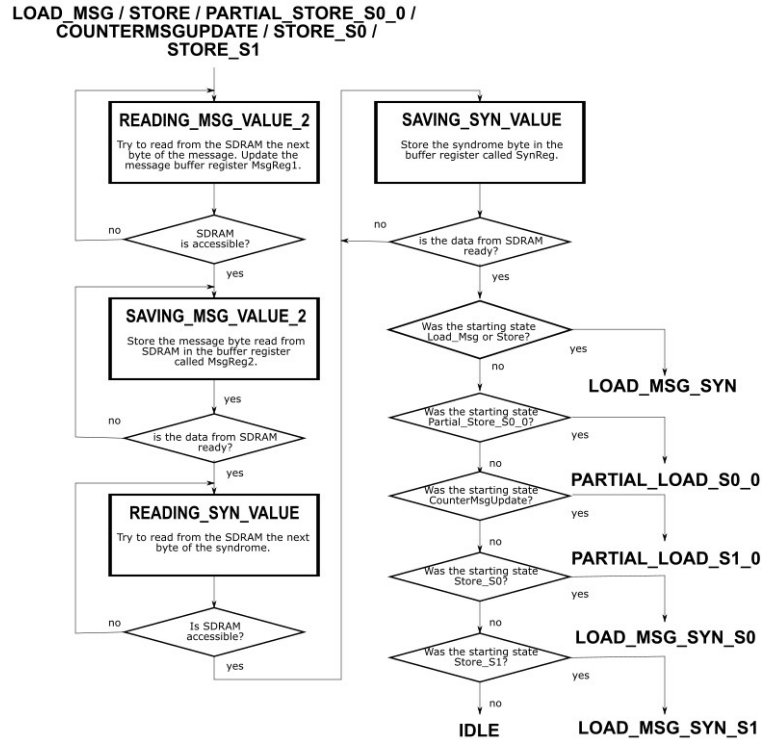 LOAD_MSG / STORE / PARTIAL_STORE_S0_0 /
COUNTERMSGUPDATE / STORE_S0 /
STORE_S1
READING_MSG_VALUE_2
Try to read from the SDRAM the next
byte of the message. Update the
message buffer register MsgReg1.
no
SDRAM
is accessible?
yes
SAVING_MSG_VALUE_2
Store the message byte read from
SDRAM in the buffer register
called MsgReg2.
yes
no
is the data from SDRAM
ready?
yes
READING_SYN_VALUE
Try to read from the SDRAM the next
byte of the syndrome.
no
Is SDRAM
accessible?
yes
SAVING_SYN_VALUE
Store the syndrome byte in the
buffer register called SynReg.
no
is the data from SDRAM
ready?
yes
Was the starting state
Load_Msg or Store?
yes
no
LOAD_MSG_SYN
Was the starting state
Partial_Store_S0_0?
yes
no
PARTIAL_LOAD_S0_0
Was the starting state
CounterMsgUpdate?
yes
no
PARTIAL_LOAD_S1_0
Was the starting state
Store_S0?
yes
no
LOAD_MSG_SYN_S0
Was the starting state
Store_S1?
yes
no
IDLE
LOAD_MSG_SYN_S1